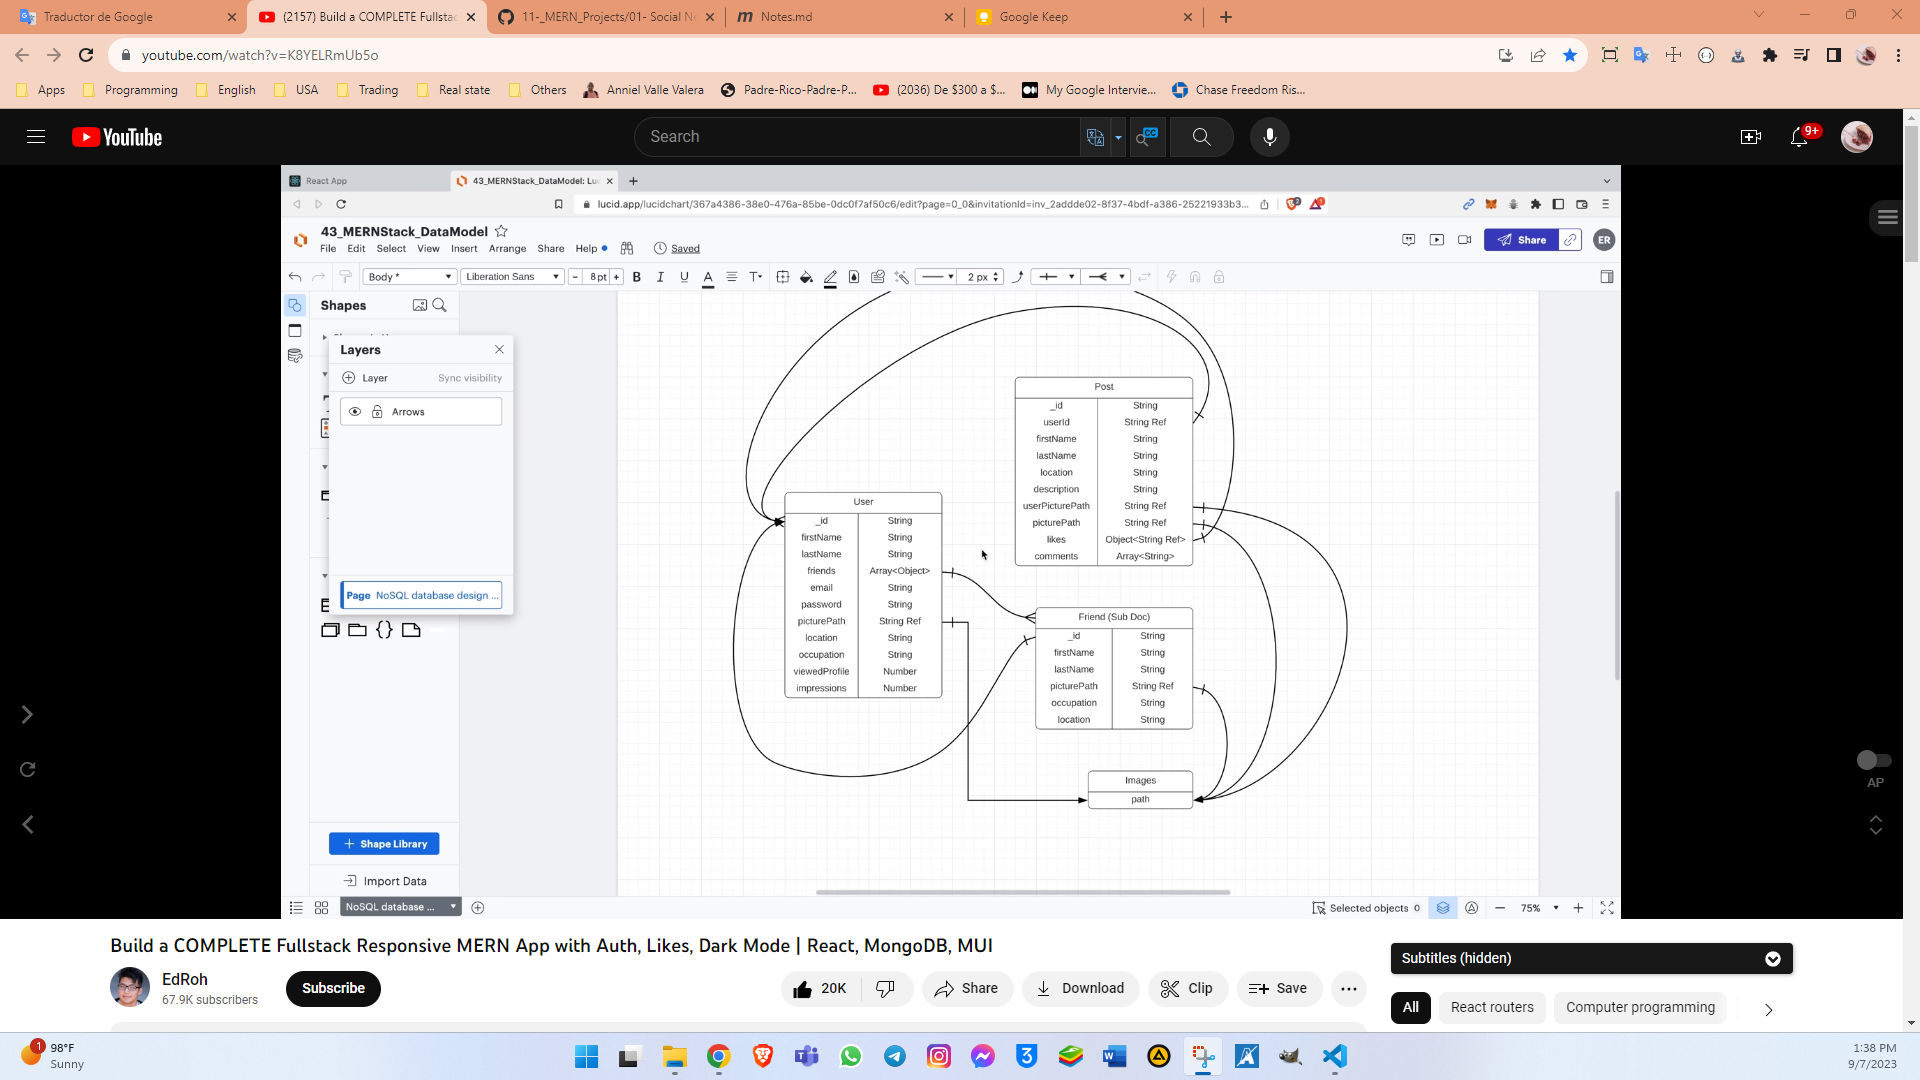 Traductor de Google
(2157) Build a COMPLETE Fullstac
11-_MERN_Projects/01- Social Ne
Notes.md
Google Keep
youtube.com/watch?v=K8YELRmUb5o
Apps
Programming
English
USA
Trading
Real state
Others
Anniel Valle Valera
Padre-Rico-Padre-P...
(2036) De $300 a $...
My Google Intervie...
Chase Freedom Ris...
YouTube
Search
CC
9+
React App
43_MERNStack_DataModel: Luc
lucid.app/lucidchart/367a4386-38e0-476a-85be-0dc0f7af50c6/edit?page=0_0&invitationId=inv_2addde02-8f37-4bdf-a386-25221933b3...
43_MERNStack_DataModel
File Edit Select View Insert Arrange Share Help
Saved
Share
ER
Body *
Liberation Sans
8 pt
B I U A T
2 px
Shapes
Layers
Layer
Sync visibility
Arrows
Page NoSQL database design ...
Shape Library
Import Data
Post
_id String
userId String Ref
firstName String
lastName String
location String
description String
userPicturePath String Ref
picturePath String Ref
likes Object<String Ref>
comments Array<String>
User
_id String
firstName String
lastName String
friends Array<Object>
email String
password String
picturePath String Ref
location String
occupation String
viewedProfile Number
impressions Number
Friend (Sub Doc)
_id String
firstName String
lastName String
picturePath String Ref
occupation String
location String
Images
path
AP
NoSQL database ...
Selected objects 0
75%
Build a COMPLETE Fullstack Responsive MERN App with Auth, Likes, Dark Mode | React, MongoDB, MUI
EdRoh
67.9K subscribers
Subscribe
20K
Share
Download
Clip
Save
Subtitles (hidden)
All
React routers
Computer programming
1
98°F
Sunny
1:38 PM
9/7/2023